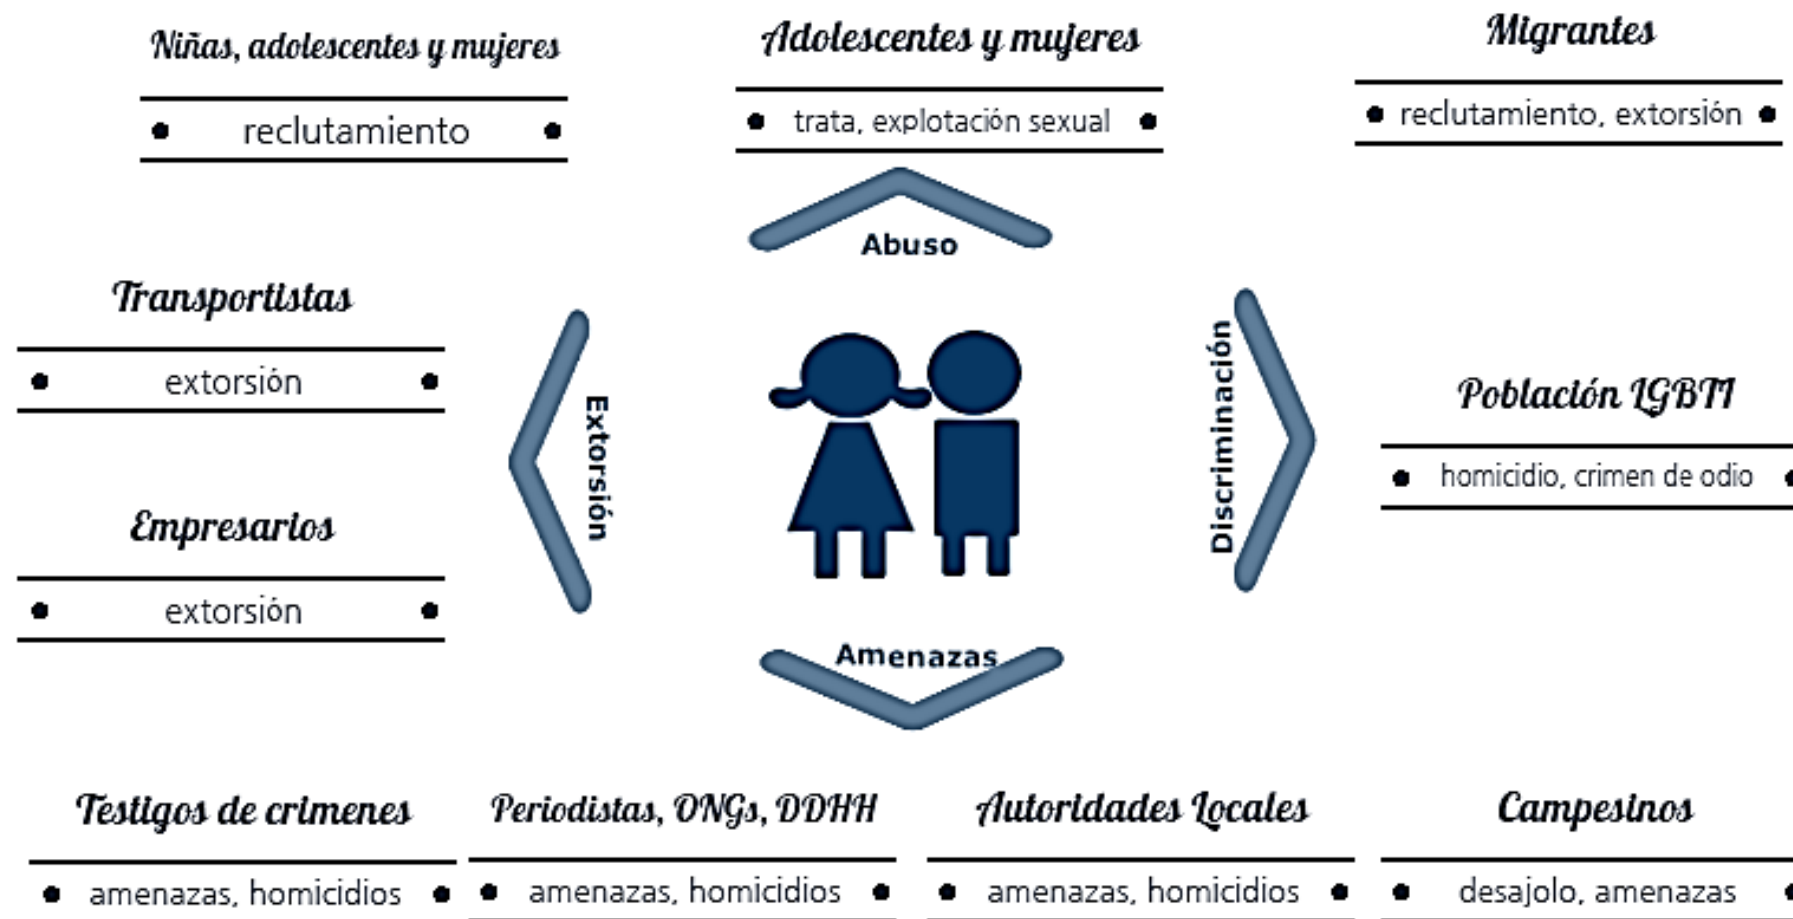 Niñas, adolescentes y mujeres
reclutamiento
Adolescentes y mujeres
trata, explotación sexual
Migrantes
reclutamiento, extorsión
Abuso
Transportistas
extorsión
Extorsión
Discriminación
Población LGBTI
homicidio, crimen de odio
Empresarios
extorsión
Amenazas
Testigos de crimenes
amenazas, homicidios
Periodistas, ONGs, DDHH
amenazas, homicidios
Autoridades Locales
amenazas, homicidios
Campesinos
desajolo, amenazas